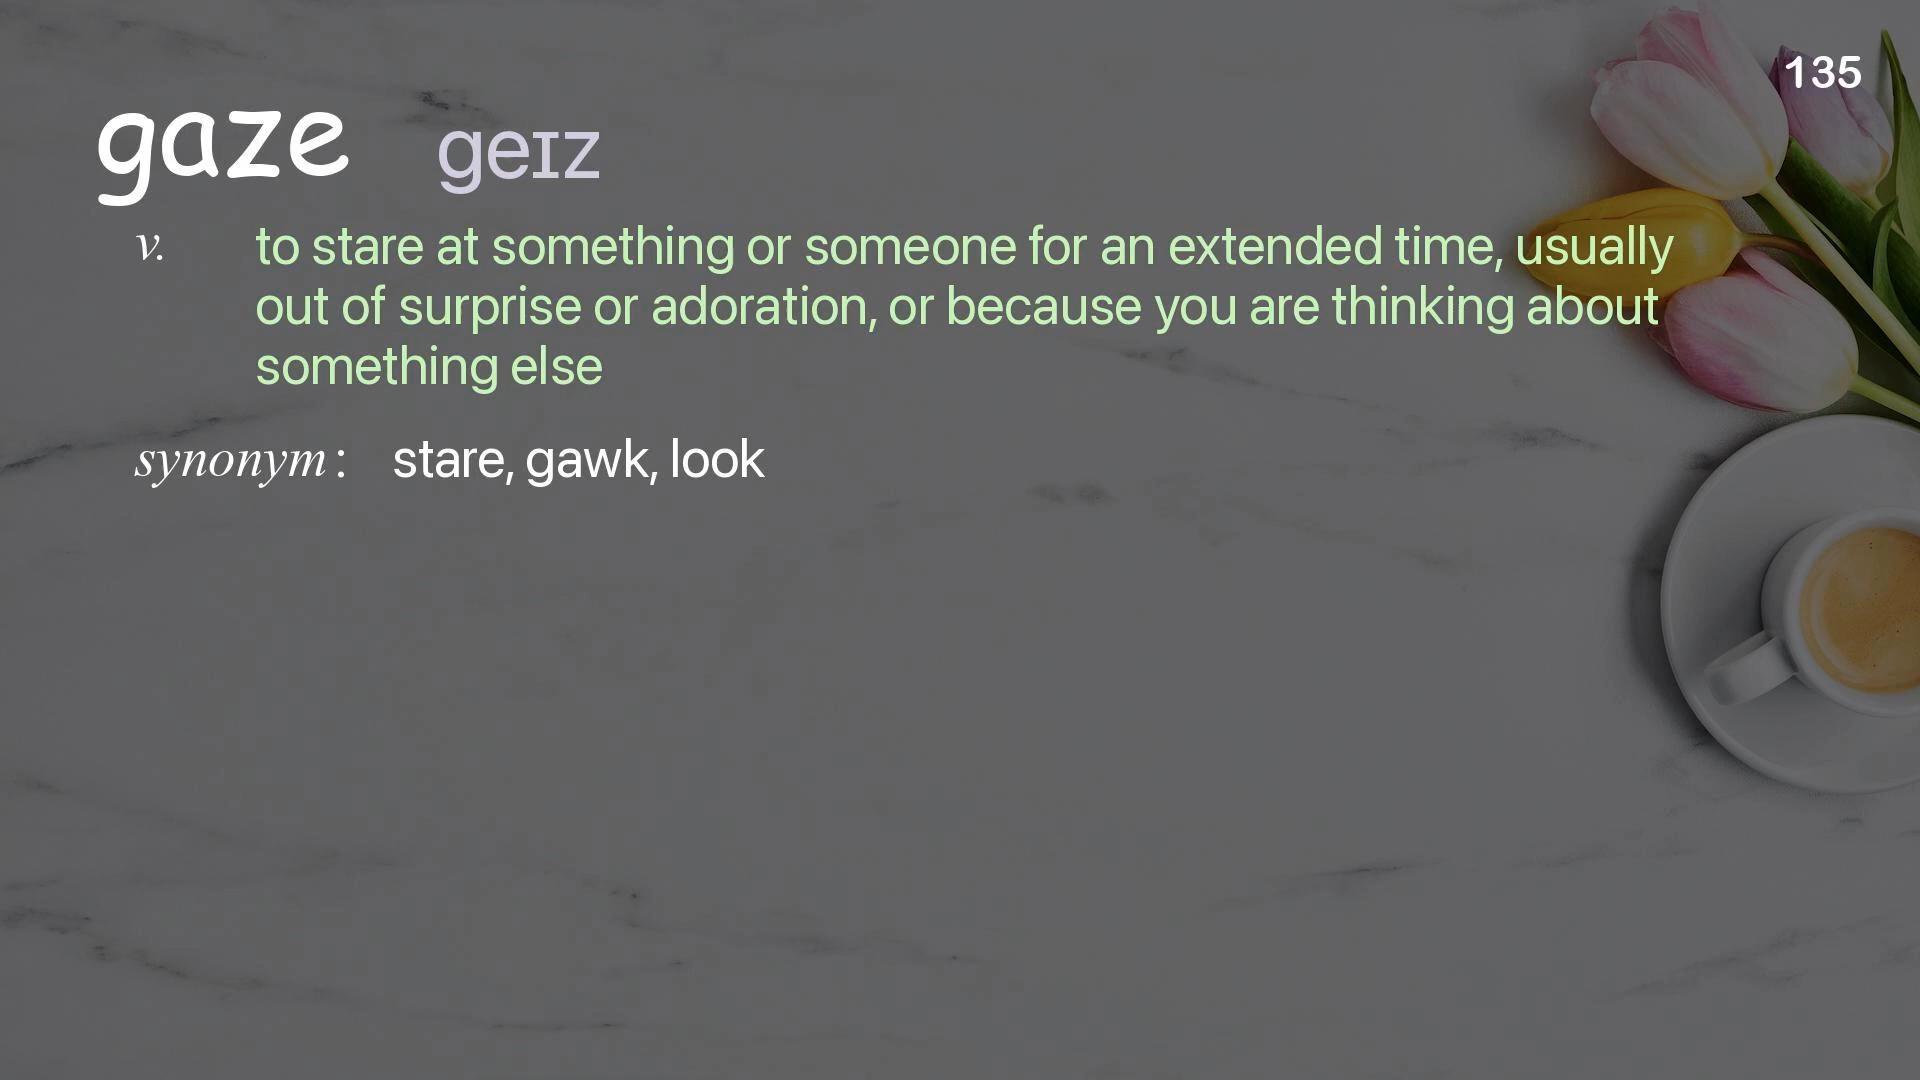 135
gaze geɪz
v. to stare at something or someone for an extended time, usually
out of surprise or adoration, or because you are thinking about
something else
synonym: stare, gawk, look